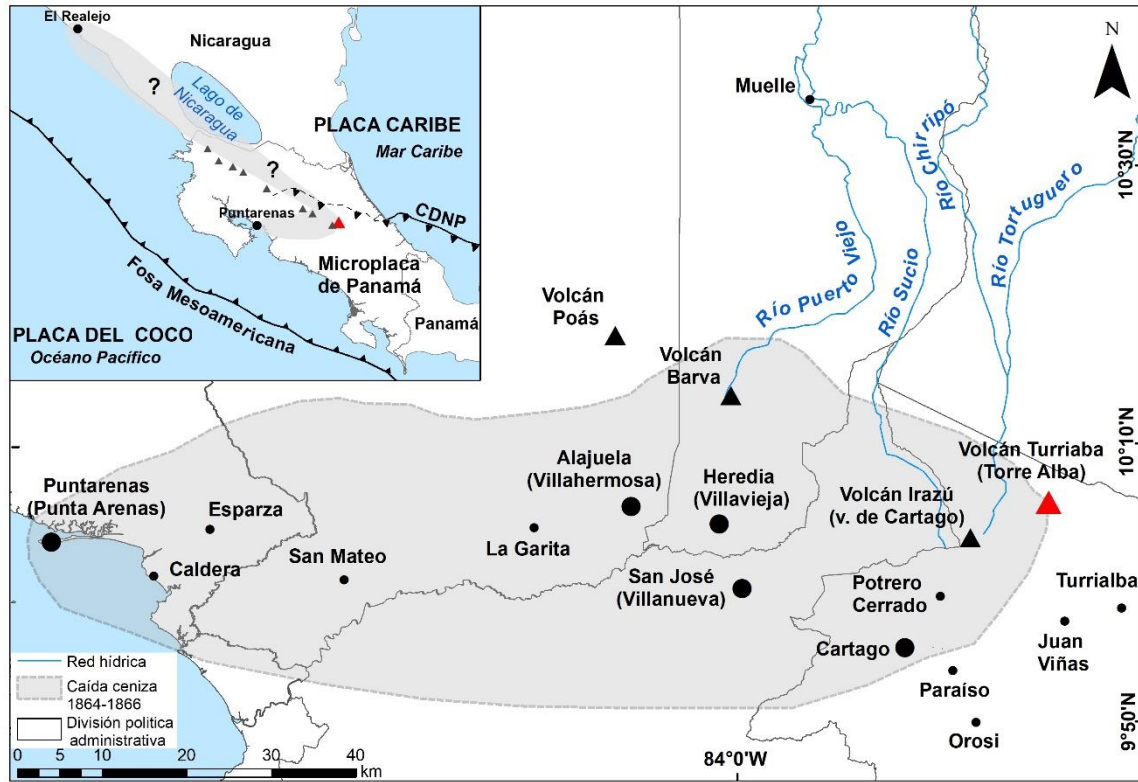 El Realejo
Nicaragua
?
Lago de
Nicaragua
PLACA CARIBE
Mar Caribe
?
Puntarenas
CDNP
Microplaca
de Panamá
Fosa Mesoamericana
PLACA DEL COCO
Océano Pacífico
Panamá
N
Muelle
Río Chirripó
10°30'N
Río Tortuguero
Río Puerto Viejo
Río Sucio
Volcán
Poás
Volcán
Barva
10°10'N
Volcán Turriaba
(Torre Alba)
Alajuela
(Villahermosa)
Heredia
(Villavieja)
Volcán Irazú
(v. de Cartago)
Puntarenas
(Punta Arenas)
Esparza
La Garita
San Mateo
Caldera
San José
(Villanueva)
Potrero
Cerrado
Turrialba
Juan
Viñas
Cartago
Paraíso
Orosi
9°50'N
84°0'W
Red hídrica
Caída ceniza
1864-1866
División politica
administrativa
0 5 10 20 30 40
km